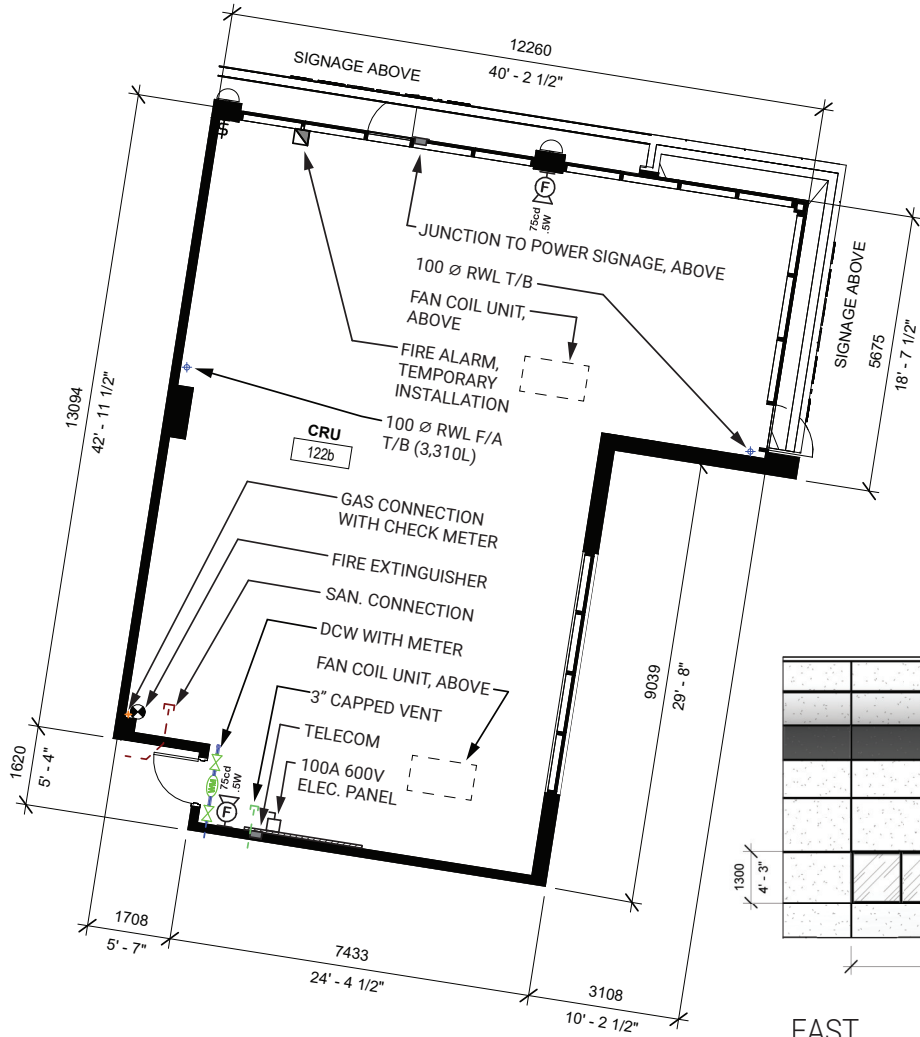 12260
40' - 2 1/2"
SIGNAGE ABOVE
F
75cd
.5W
JUNCTION TO POWER SIGNAGE, ABOVE
100 Ø RWL T/B
FAN COIL UNIT,
ABOVE
FIRE ALARM,
TEMPORARY
INSTALLATION
100 Ø RWL F/A
T/B (3,310L)
SIGNAGE ABOVE
5675
18' - 7 1/2"
13094
42' - 11 1/2"
CRU
122b
GAS CONNECTION
WITH CHECK METER
FIRE EXTINGUISHER
SAN. CONNECTION
DCW WITH METER
FAN COIL UNIT, ABOVE
3” CAPPED VENT
TELECOM
100A 600V
ELEC. PANEL
9039
29' - 8"
1620
5' - 4"
75cd
.5W
F
1708
5' - 7"
7433
24' - 4 1/2"
3108
10' - 2 1/2"
1300
4' - 3"
EAST